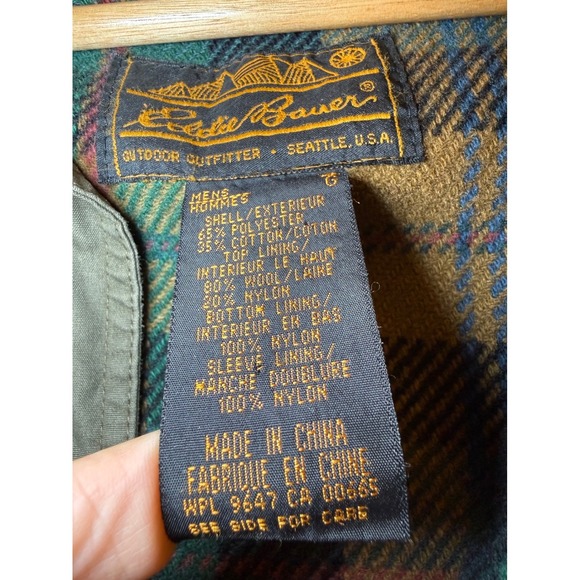 Eddie Bauer ®
OUTDOOR OUTFITTER • SEATTLE, U.S.A.
G
MENS
HOMMES
SHELL/EXTERIEUR
65% POLYESTER
35% COTTON/COTON
TOP LINING/
INTERIEUR LE HAUT
80% WOOL/LAINE
20% NYLON
BOTTOM LINING/
INTERIEUR EN BAS
100% NYLON
SLEEVE LINING/
MANCHE DOUBLURE
100% NYLON
MADE IN CHINA
FABRIQUE EN CHINE
WPL 9647 CA 00665
SEE SIDE FOR CARE